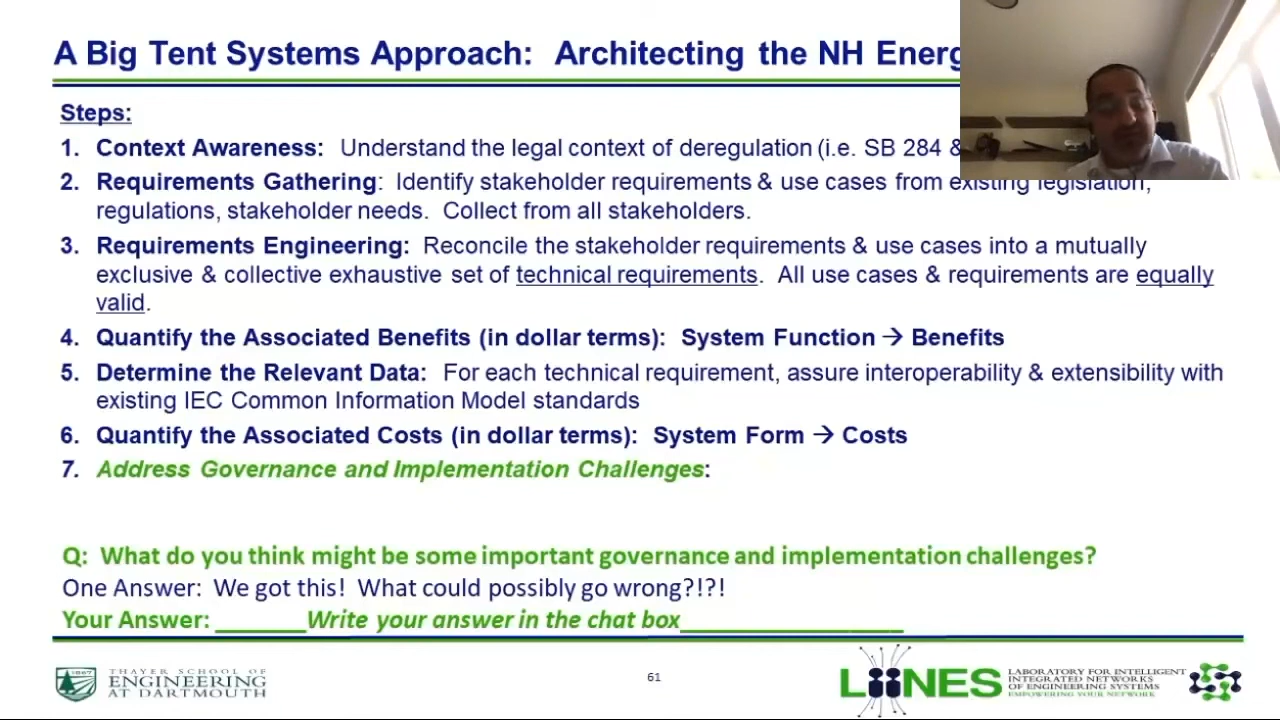 A Big Tent Systems Approach: Architecting the NH Energ
Steps:
1. Context Awareness: Understand the legal context of deregulation (i.e. SB 284 &
2. Requirements Gathering: Identify stakeholder requirements & use cases from existing legislation,
regulations, stakeholder needs. Collect from all stakeholders.
3. Requirements Engineering: Reconcile the stakeholder requirements & use cases into a mutually
exclusive & collective exhaustive set of technical requirements. All use cases & requirements are equally
valid.
4. Quantify the Associated Benefits (in dollar terms): System Function → Benefits
5. Determine the Relevant Data: For each technical requirement, assure interoperability & extensibility with
existing IEC Common Information Model standards
6. Quantify the Associated Costs (in dollar terms): System Form → Costs
7. Address Governance and Implementation Challenges:
Q: What do you think might be some important governance and implementation challenges?
One Answer: We got this! What could possibly go wrong?!?!
Your Answer: _______Write your answer in the chat box_________________
THAYER SCHOOL OF
ENGINEERING
AT DARTMOUTH
1867
61
LIINES
LABORATORY FOR INTELLIGENT
INTEGRATED NETWORKS
OF ENGINEERING SYSTEMS
EMPOWERING YOUR NETWORK